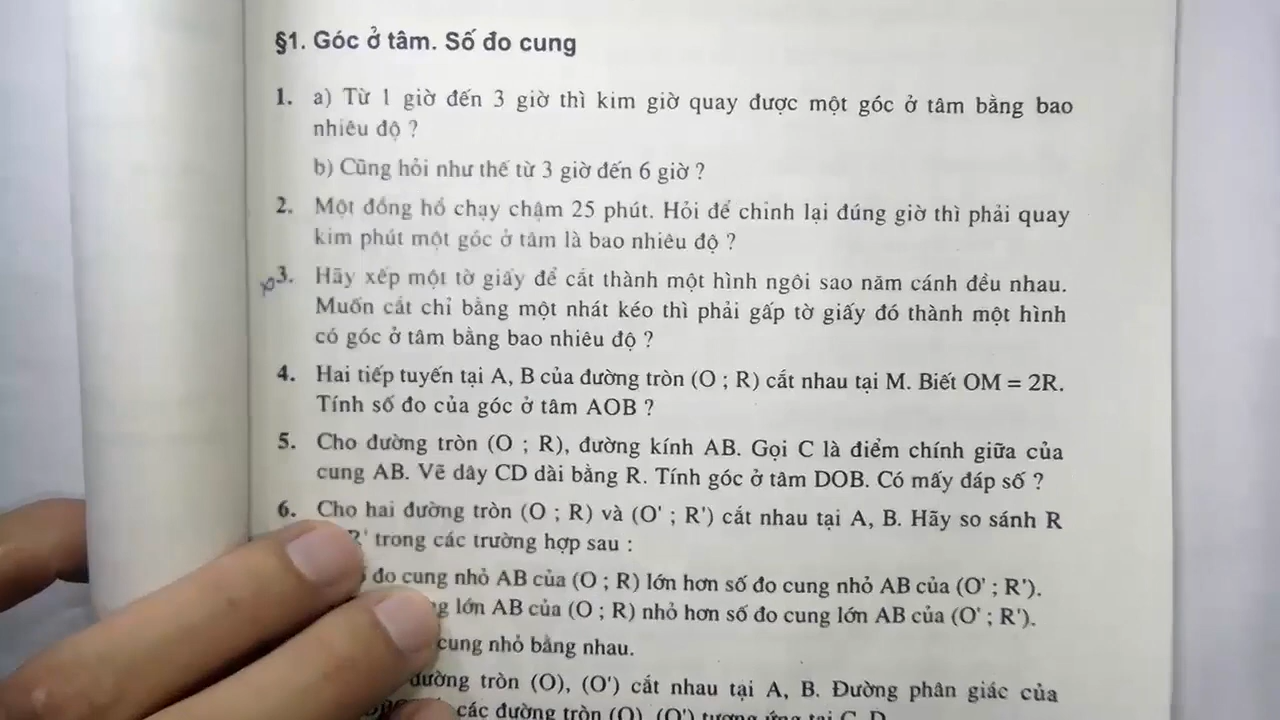 §1. Góc ở tâm. Số đo cung
1. a) Từ 1 giờ đến 3 giờ thì kim giờ quay được một góc ở tâm bằng bao
nhiêu độ ?
b) Cũng hỏi như thế từ 3 giờ đến 6 giờ ?
2. Một đồng hồ chạy chậm 25 phút. Hỏi để chỉnh lại đúng giờ thì phải quay
kim phút một góc ở tâm là bao nhiêu độ ?
3. Hãy xếp một tờ giấy để cắt thành một hình ngôi sao năm cánh đều nhau.
Muốn cắt chỉ bằng một nhát kéo thì phải gấp tờ giấy đó thành một hình
có góc ở tâm bằng bao nhiêu độ ?
4. Hai tiếp tuyến tại A, B của đường tròn (O ; R) cắt nhau tại M. Biết OM = 2R.
Tính số đo của góc ở tâm AOB ?
5. Cho đường tròn (O ; R), đường kính AB. Gọi C là điểm chính giữa của
cung AB. Vẽ dây CD dài bằng R. Tính góc ở tâm DOB. Có mấy đáp số ?
6. Cho hai đường tròn (O ; R) và (O' ; R') cắt nhau tại A, B. Hãy so sánh R
R' trong các trường hợp sau :
đo cung nhỏ AB của (O ; R) lớn hơn số đo cung nhỏ AB của (O' ; R').
lớn AB của (O ; R) nhỏ hơn số đo cung lớn AB của (O' ; R').
cung nhỏ bằng nhau.
đường tròn (O), (O') cắt nhau tại A, B. Đường phân giác của
các đường tròn (O), (O') tương ứng tại C, D